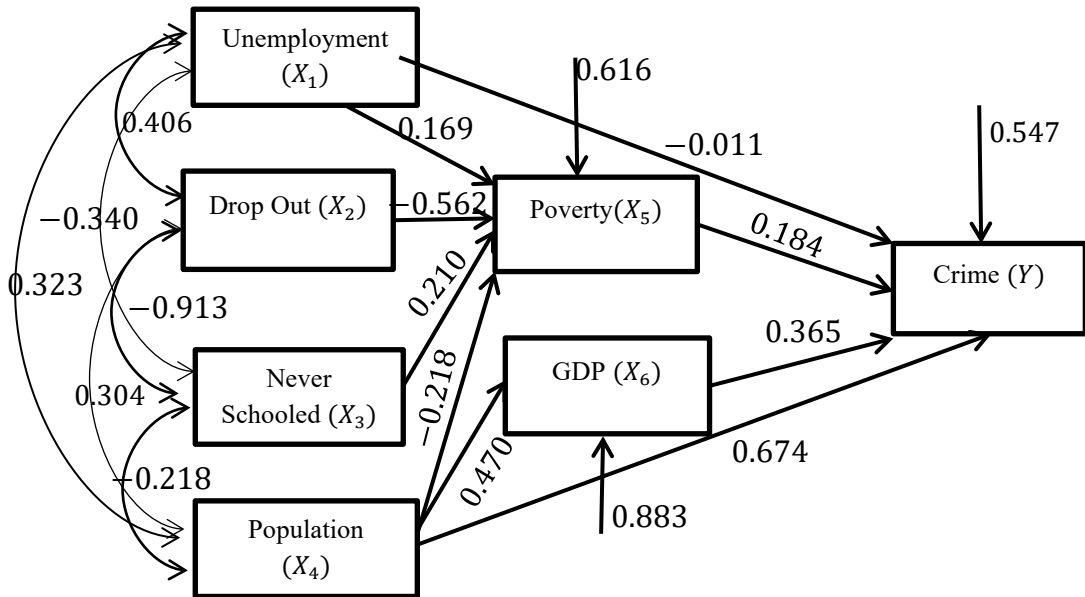 Unemployment
(X₁)
0.616
0.406
0.169
−0.011
0.547
Drop Out (X₂)
−0.562
Poverty(X₅)
−0.340
0.184
Crime (Y)
0.323
0.210
−0.913
0.365
Never
Schooled (X₃)
GDP (X₆)
0.304
−0.218
0.674
−0.218
0.470
0.883
Population
(X₄)